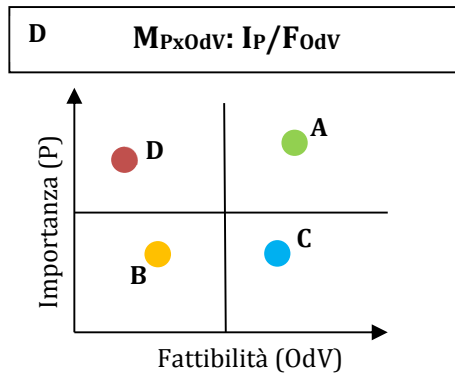 D
MPxOdV: IP/FOdV
Importanza (P)
D
A
B
C
Fattibilità (OdV)